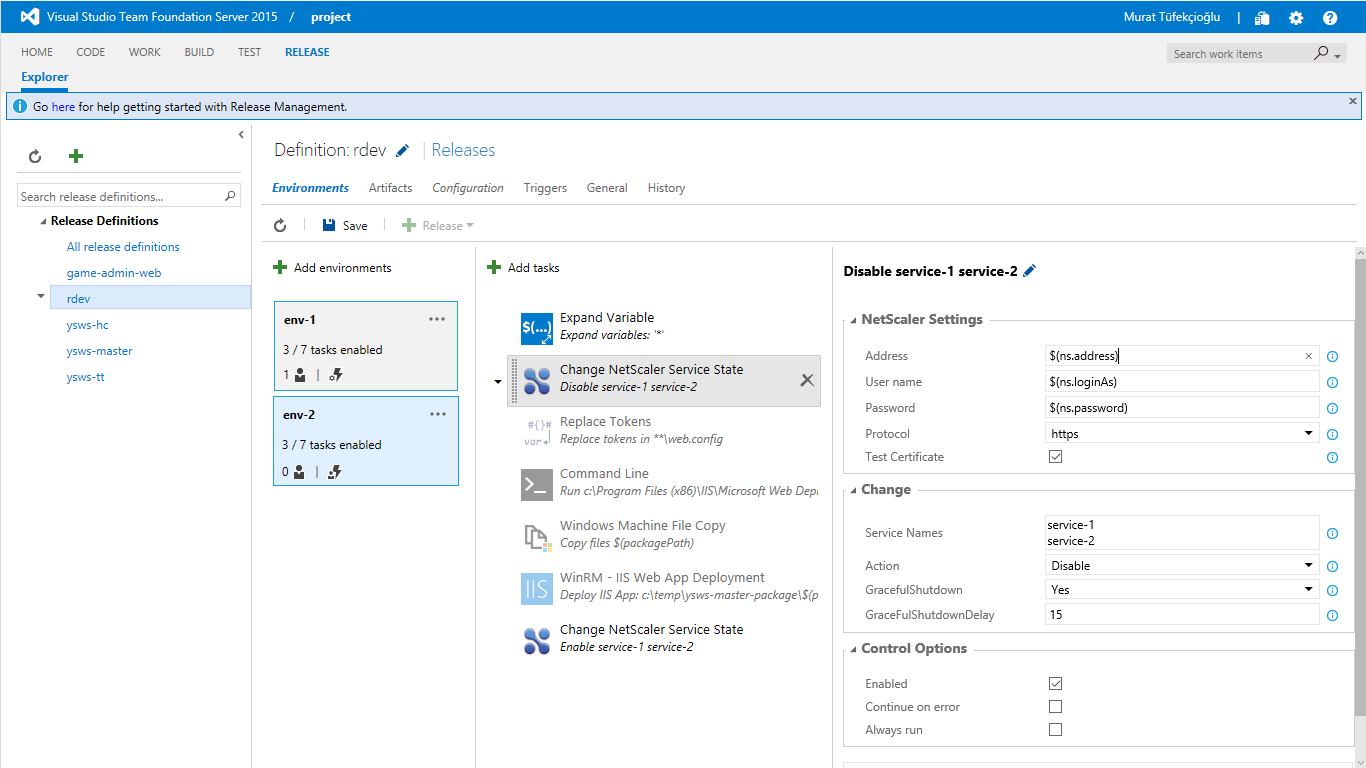 Visual Studio Team Foundation Server 2015 / project
Murat Tüfekçioğlu |
HOME CODE WORK BUILD TEST RELEASE
Search work items
Explorer
Go here for help getting started with Release Management.
Search release definitions...
Release Definitions
All release definitions
game-admin-web
rdev
ysws-hc
ysws-master
ysws-tt
Definition: rdev | Releases
Environments Artifacts Configuration Triggers General History
Save Release
Add environments
env-1 ...
3 / 7 tasks enabled
1 |
env-2 ...
3 / 7 tasks enabled
0 |
Add tasks
$(...)
Expand Variable
Expand variables: '*'
Change NetScaler Service State
Disable service-1 service-2
#{}#
var
Replace Tokens
Replace tokens in **\web.config
Command Line
Run c:\Program Files (x86)\IIS\Microsoft Web Depl
Windows Machine File Copy
Copy files $(packagePath)
IIS
WinRM - IIS Web App Deployment
Deploy IIS App: c:\temp\ysws-master-package\$(p
Change NetScaler Service State
Enable service-1 service-2
Disable service-1 service-2
NetScaler Settings
Address $(ns.address)
User name $(ns.loginAs)
Password $(ns.password)
Protocol https
Test Certificate
Change
Service Names service-1
service-2
Action Disable
GracefulShutdown Yes
GraceFulShutdownDelay 15
Control Options
Enabled
Continue on error
Always run